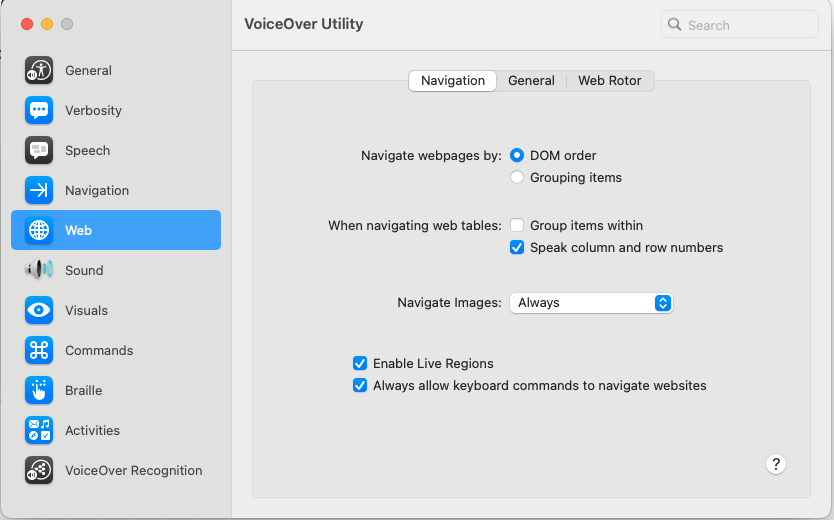 VoiceOver Utility
Search
General
Verbosity
Speech
Navigation
Web
Sound
Visuals
Commands
Braille
Activities
VoiceOver Recognition
Navigation General Web Rotor
Navigate webpages by: DOM order
Grouping items
When navigating web tables: Group items within
Speak column and row numbers
Navigate Images: Always
Enable Live Regions
Always allow keyboard commands to navigate websites
?